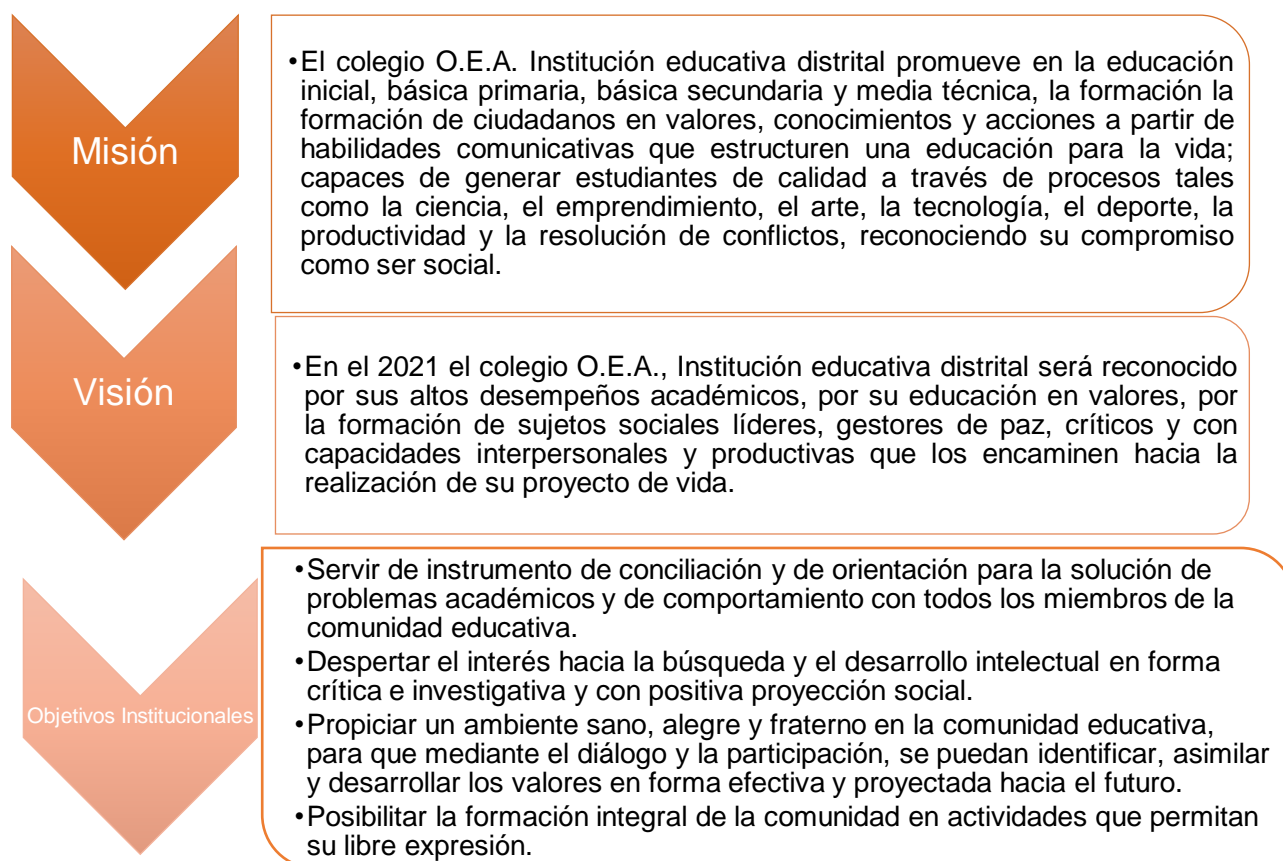 Misión
•El colegio O.E.A. Institución educativa distrital promueve en la educación
inicial, básica primaria, básica secundaria y media técnica, la formación la
formación de ciudadanos en valores, conocimientos y acciones a partir de
habilidades comunicativas que estructuren una educación para la vida;
capaces de generar estudiantes de calidad a través de procesos tales
como la ciencia, el emprendimiento, el arte, la tecnología, el deporte, la
productividad y la resolución de conflictos, reconociendo su compromiso
como ser social.
Visión
•En el 2021 el colegio O.E.A., Institución educativa distrital será reconocido
por sus altos desempeños académicos, por su educación en valores, por
la formación de sujetos sociales líderes, gestores de paz, críticos y con
capacidades interpersonales y productivas que los encaminen hacia la
realización de su proyecto de vida.
Objetivos Institucionales
•Servir de instrumento de conciliación y de orientación para la solución de
problemas académicos y de comportamiento con todos los miembros de la
comunidad educativa.
•Despertar el interés hacia la búsqueda y el desarrollo intelectual en forma
crítica e investigativa y con positiva proyección social.
•Propiciar un ambiente sano, alegre y fraterno en la comunidad educativa,
para que mediante el diálogo y la participación, se puedan identificar, asimilar
y desarrollar los valores en forma efectiva y proyectada hacia el futuro.
•Posibilitar la formación integral de la comunidad en actividades que permitan
su libre expresión.